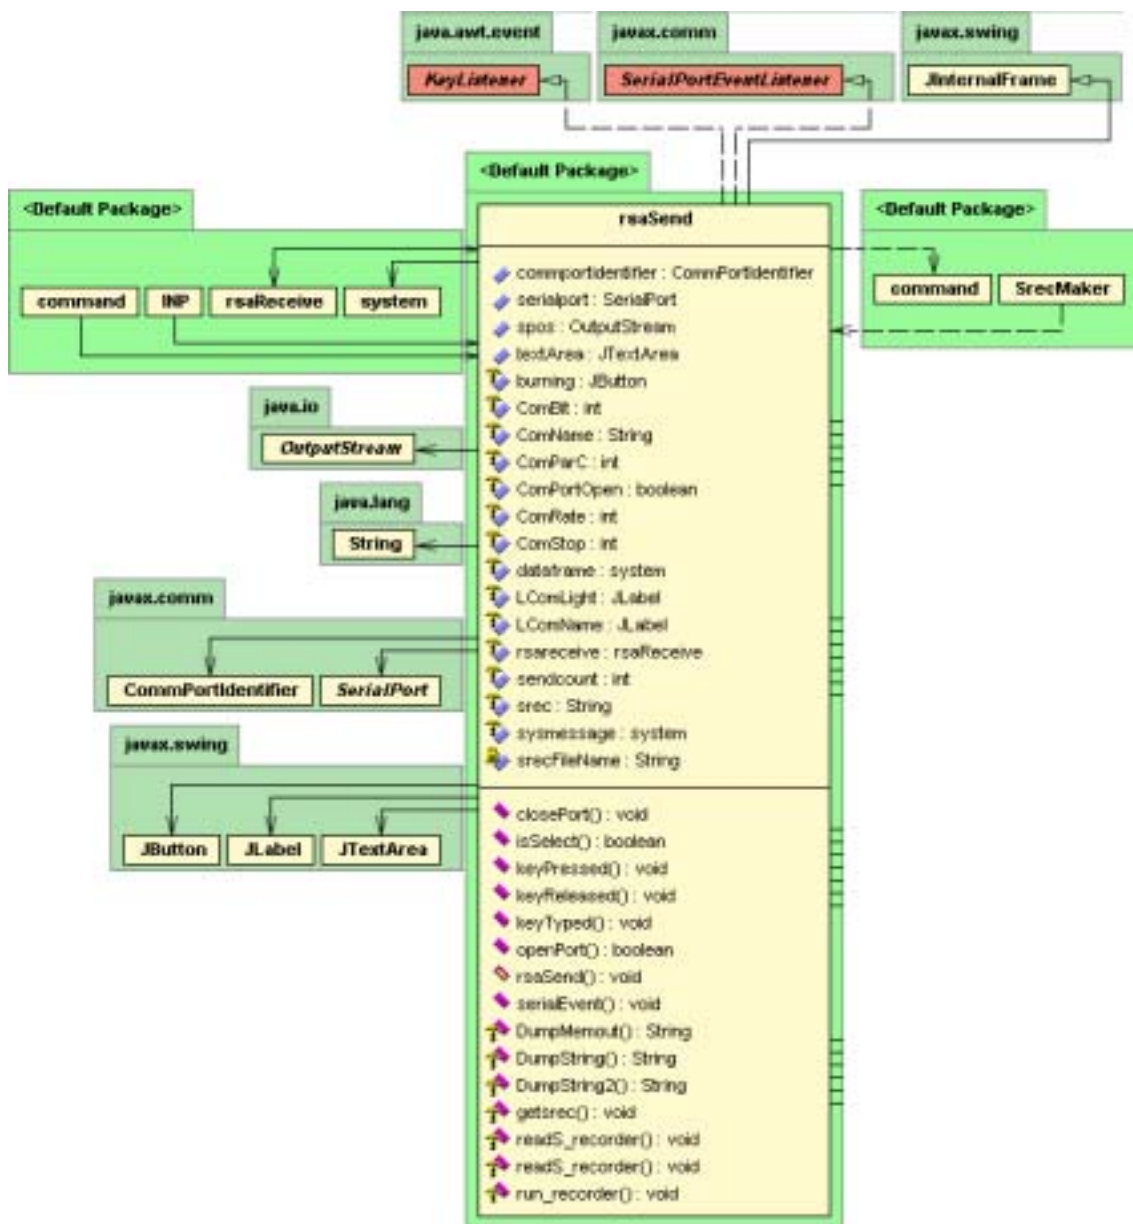 java.awt.event
KeyListener
javax.comm
SerialPortEventListener
javax.swing
JInternalFrame
<Default Package>
command
INP
rsaReceive
system
<Default Package>
rsaSend
commportidentifier : CommPortIdentifier
serialport : SerialPort
spos : OutputStream
textArea : JTextArea
burning : JButton
ComBit : int
ComName : String
ComParC : int
ComPortOpen : boolean
ComRate : int
ComStop : int
dataframe : system
LComLight : JLabel
LComName : JLabel
rsareceive : rsaReceive
sendcount : int
srec : String
sysmessage : system
srecFileName : String
closePort() : void
isSelect() : boolean
keyPressed() : void
keyReleased() : void
keyTyped() : void
openPort() : boolean
rsaSend() : void
serialEvent() : void
DumpMemout() : String
DumpString() : String
DumpString2() : String
getsrec() : void
readS_recorder() : void
readS_recorder() : void
run_recorder() : void
<Default Package>
command
SrecMaker
java.io
OutputStream
java.lang
String
javax.comm
CommPortIdentifier
SerialPort
javax.swing
JButton
JLabel
JTextArea